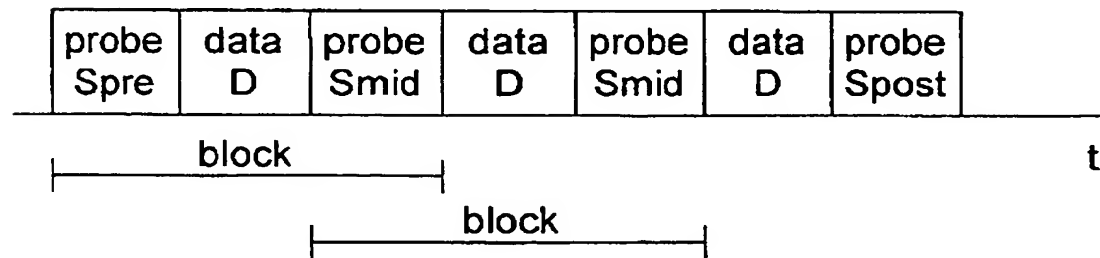 probe data probe data probe data probe
Spre D Smid D Smid D Spost
block t
block